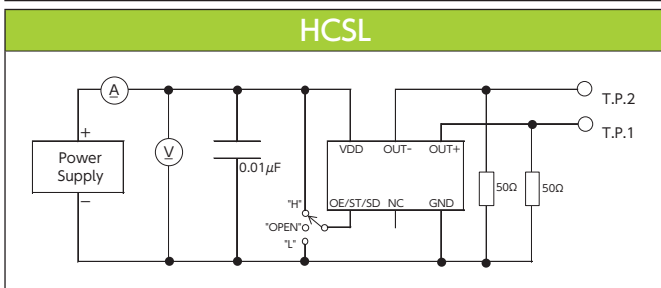 HCSL
A
T.P.2
T.P.1
+
Power
Supply
−
V
0.01μF
VDD OUT- OUT+
OE/ST/SD NC GND
"H"
"OPEN"
"L"
50Ω 50Ω